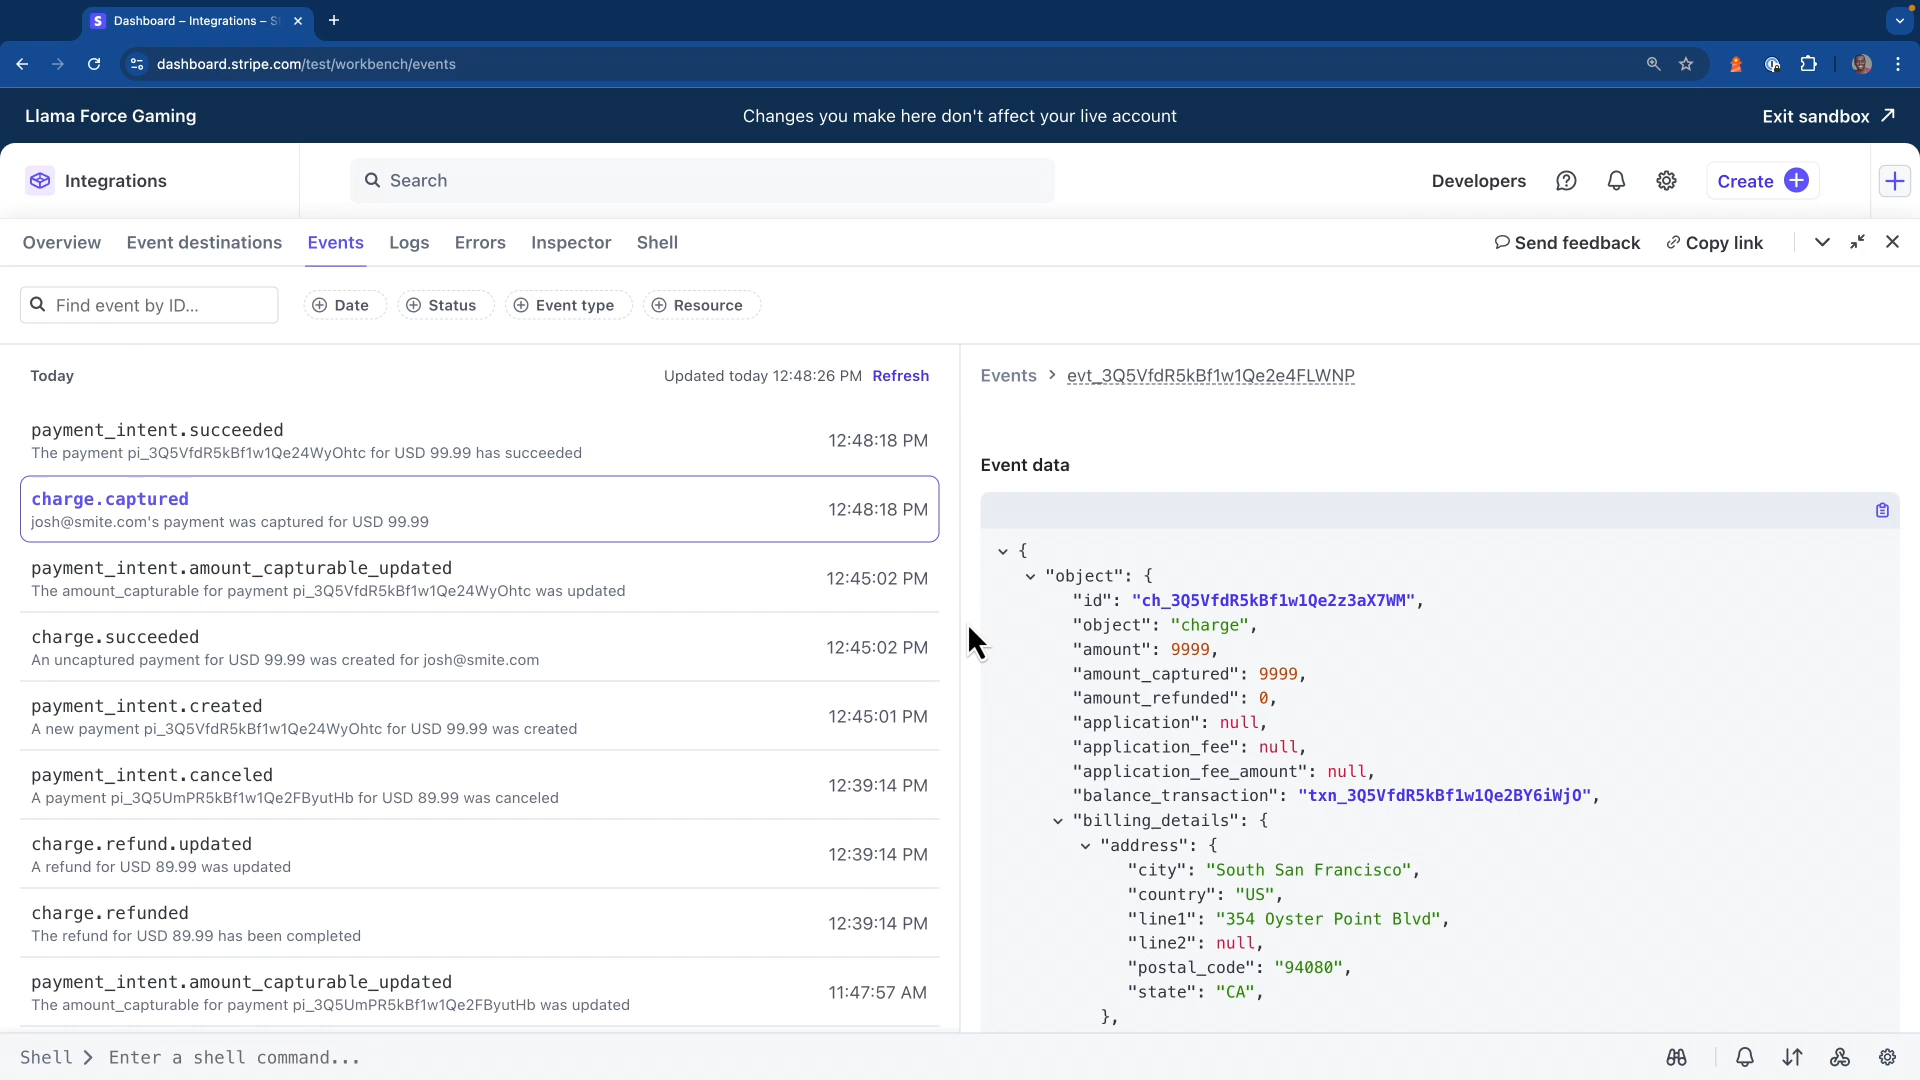 Dashboard – Integrations – S
dashboard.stripe.com/test/workbench/events
Llama Force Gaming
Changes you make here don't affect your live account
Exit sandbox
Integrations
Search
Developers
Create
Overview
Event destinations
Events
Logs
Errors
Inspector
Shell
Send feedback
Copy link
Find event by ID...
Date
Status
Event type
Resource
Today
Updated today 12:48:26 PM
Refresh
payment_intent.succeeded
The payment pi_3Q5VfdR5kBf1w1Qe24WyOhtc for USD 99.99 has succeeded
12:48:18 PM
charge.captured
josh@smite.com's payment was captured for USD 99.99
12:48:18 PM
payment_intent.amount_capturable_updated
The amount_capturable for payment pi_3Q5VfdR5kBf1w1Qe24WyOhtc was updated
12:45:02 PM
charge.succeeded
An uncaptured payment for USD 99.99 was created for josh@smite.com
12:45:02 PM
payment_intent.created
A new payment pi_3Q5VfdR5kBf1w1Qe24WyOhtc for USD 99.99 was created
12:45:01 PM
payment_intent.canceled
A payment pi_3Q5UmPR5kBf1w1Qe2FByutHb for USD 89.99 was canceled
12:39:14 PM
charge.refund.updated
A refund for USD 89.99 was updated
12:39:14 PM
charge.refunded
The refund for USD 89.99 has been completed
12:39:14 PM
payment_intent.amount_capturable_updated
The amount_capturable for payment pi_3Q5UmPR5kBf1w1Qe2FByutHb was updated
11:47:57 AM
Events > evt_3Q5VfdR5kBf1w1Qe2e4FLWNP
Event data
{
"object": {
"id": "ch_3Q5VfdR5kBf1w1Qe2z3aX7WM",
"object": "charge",
"amount": 9999,
"amount_captured": 9999,
"amount_refunded": 0,
"application": null,
"application_fee": null,
"application_fee_amount": null,
"balance_transaction": "txn_3Q5VfdR5kBf1w1Qe2BY6iWjO",
"billing_details": {
"address": {
"city": "South San Francisco",
"country": "US",
"line1": "354 Oyster Point Blvd",
"line2": null,
"postal_code": "94080",
"state": "CA",
},
Shell > Enter a shell command...